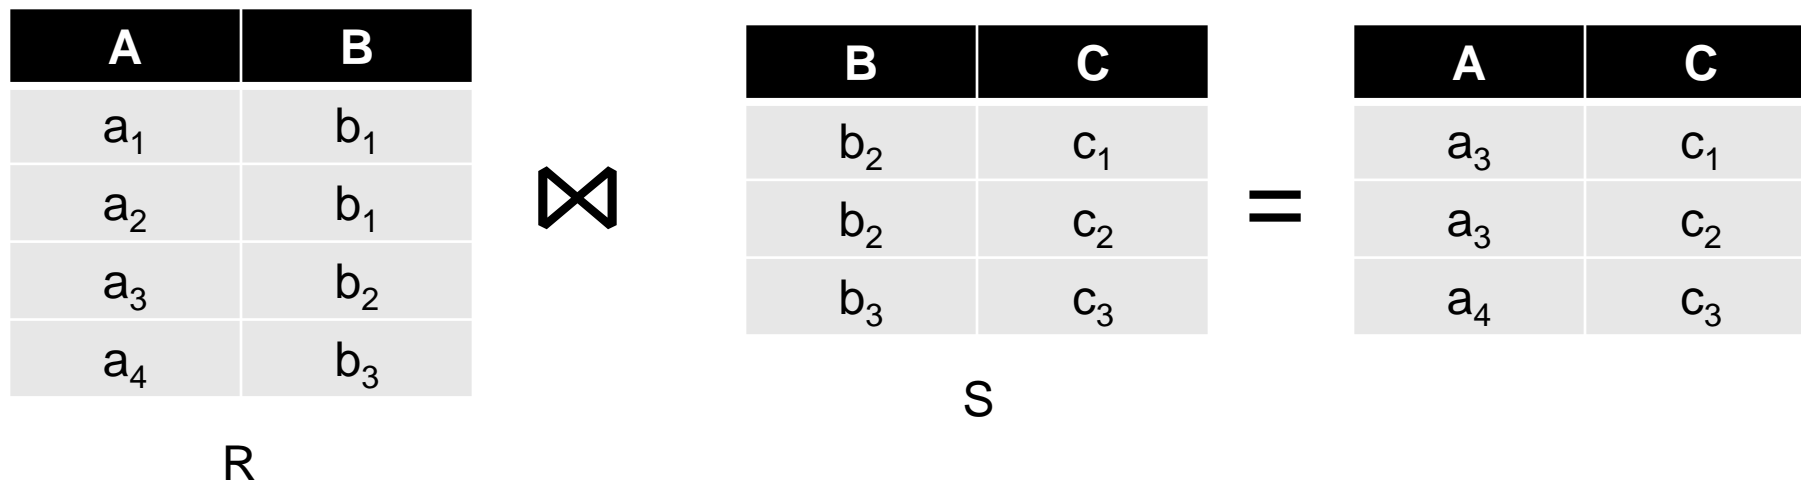 A B
a₁ b₁
a₂ b₁
a₃ b₂
a₄ b₃
R
⋈
B C
b₂ c₁
b₂ c₂
b₃ c₃
S
=
A C
a₃ c₁
a₃ c₂
a₄ c₃